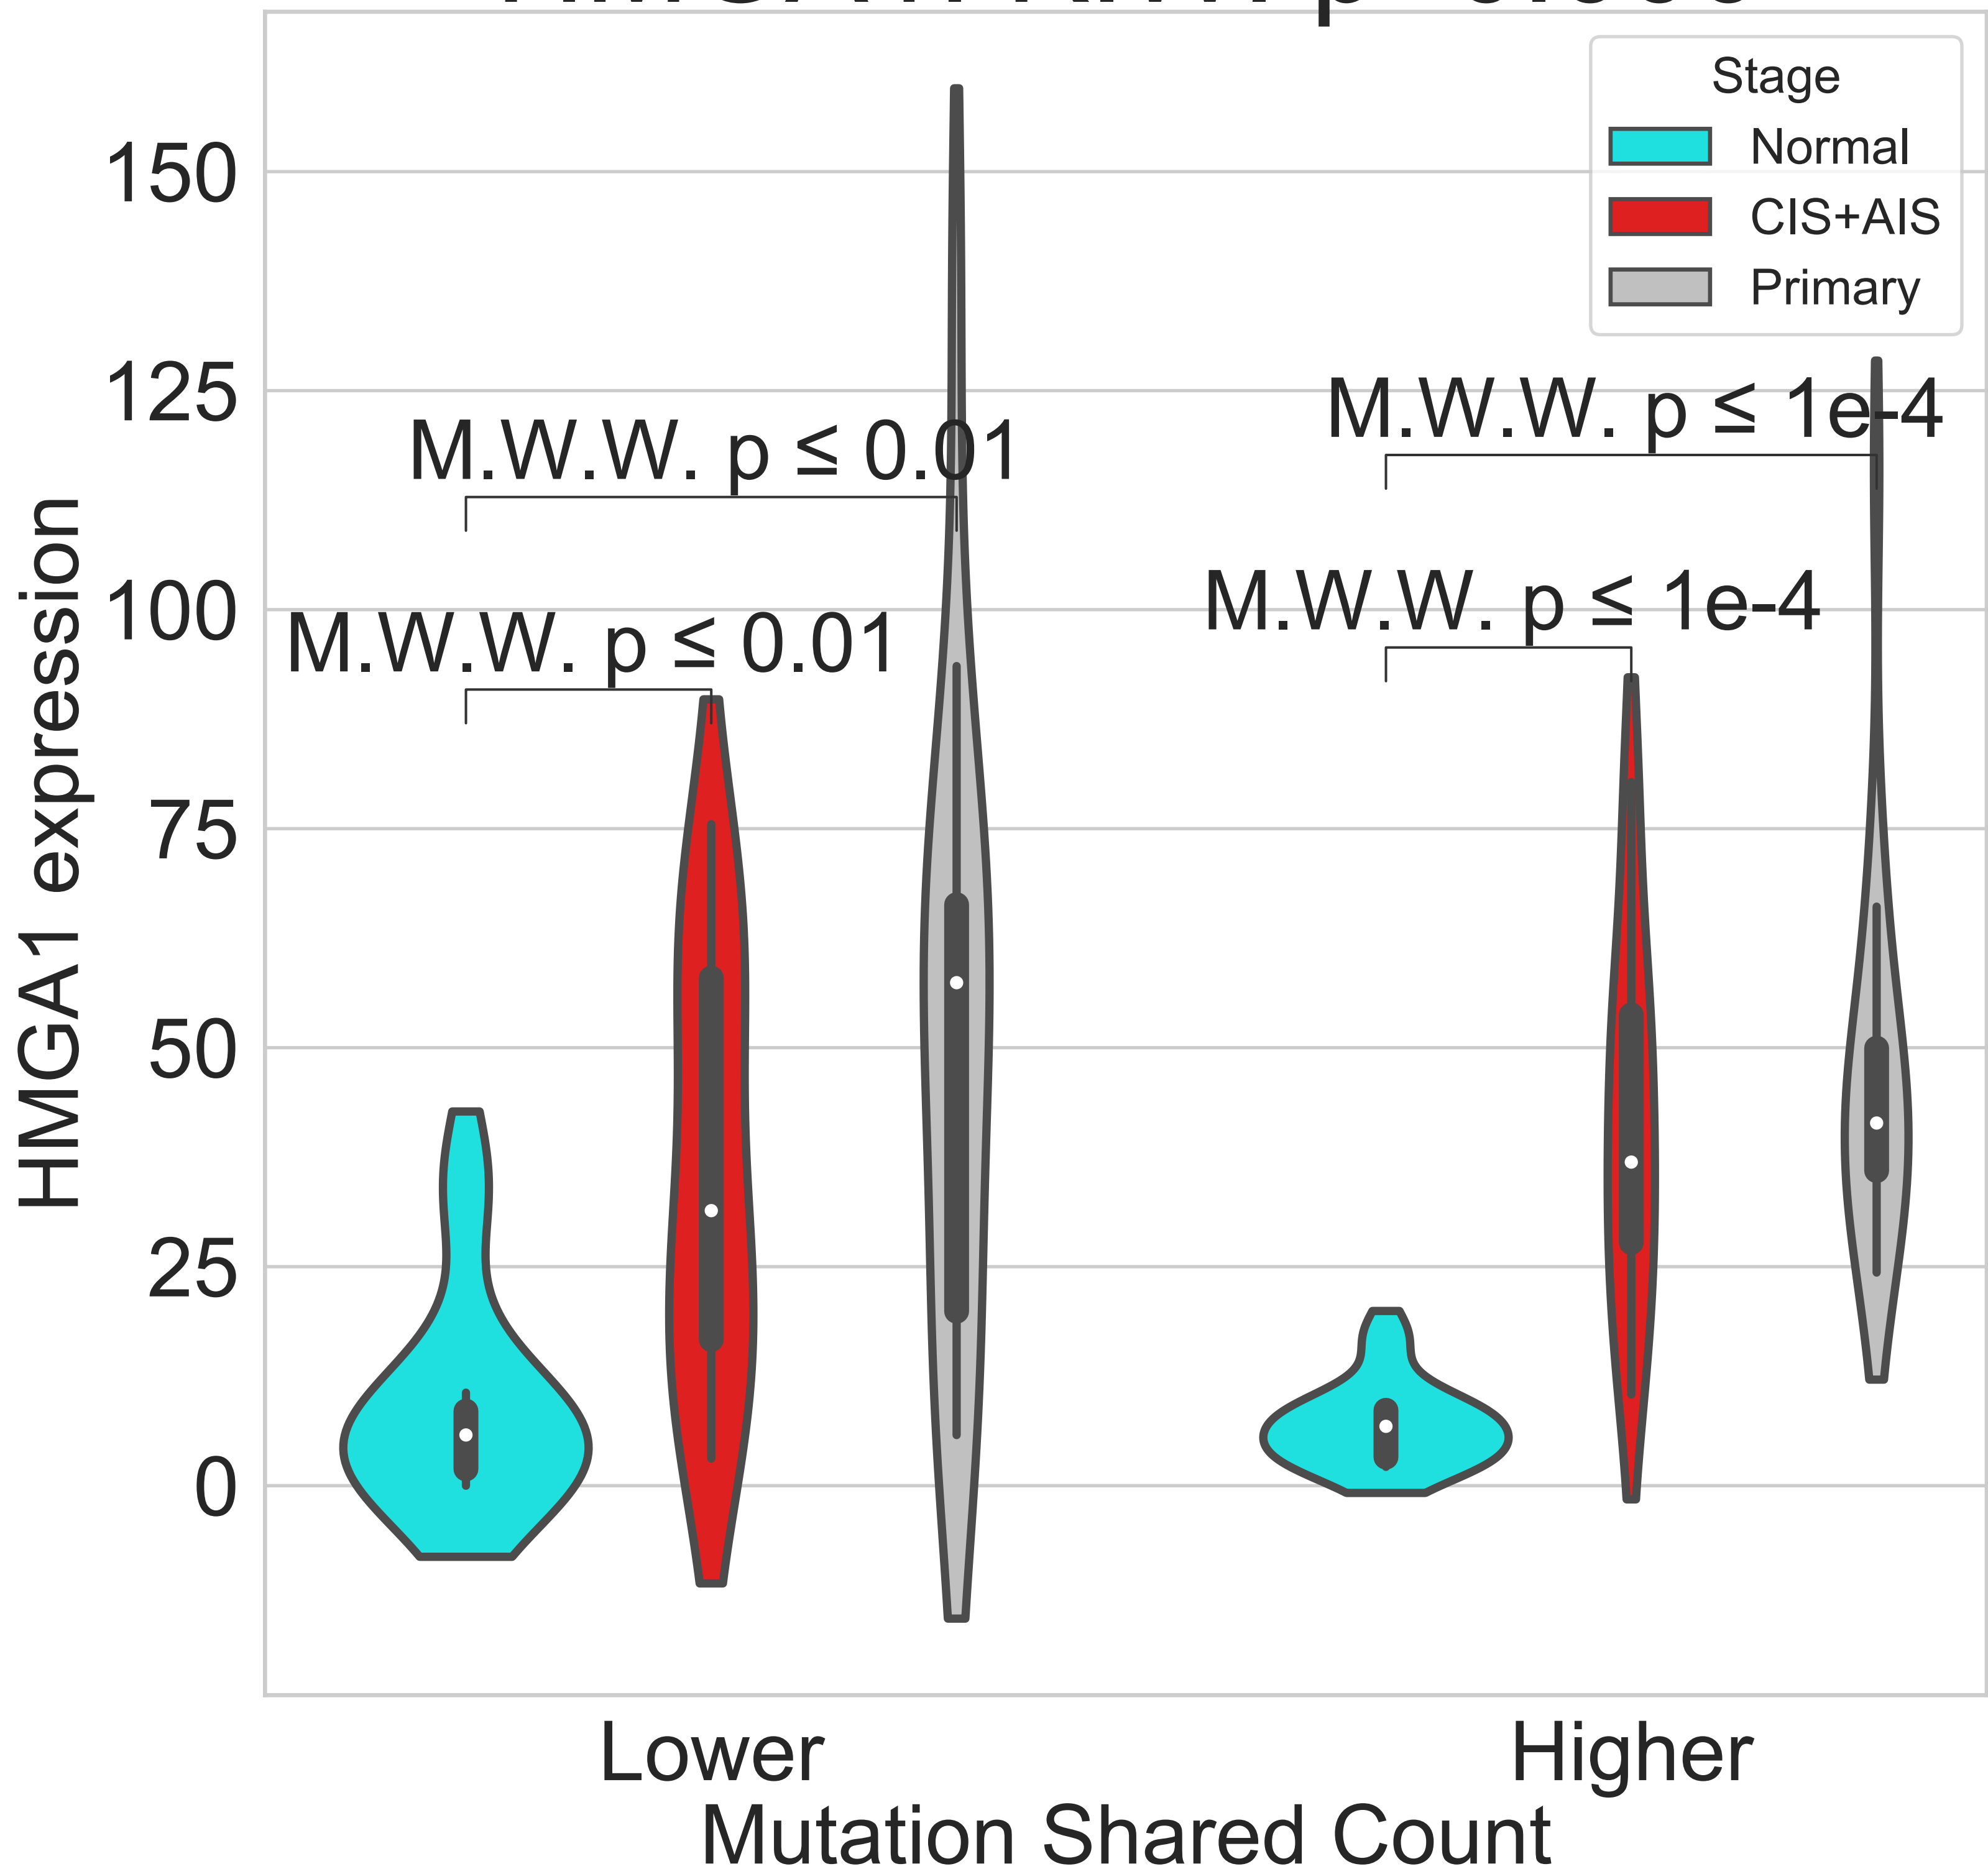 Stage
Normal
CIS+AIS
Primary
150
125
100
75
50
25
0
HMGA1 expression
M.W.W. p ≤ 0.01
M.W.W. p ≤ 1e-4
M.W.W. p ≤ 0.01
M.W.W. p ≤ 1e-4
Lower
Higher
Mutation Shared Count